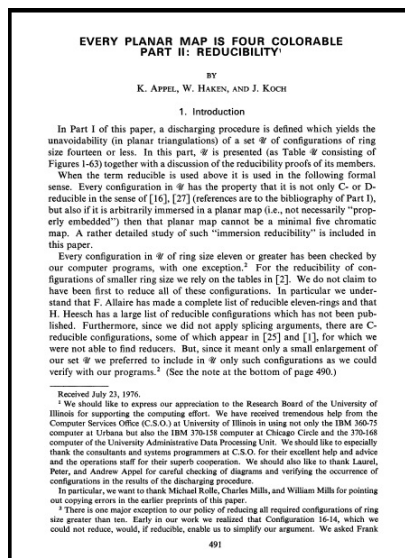 EVERY PLANAR MAP IS FOUR COLORABLE
PART II: REDUCIBILITY¹
BY
K. APPEL, W. HAKEN, AND J. KOCH
1. Introduction
In Part I of this paper, a discharging procedure is defined which yields the
unavoidability (in planar triangulations) of a set 𝒰 of configurations of ring
size fourteen or less. In this part, 𝒰 is presented (as Table 𝒰 consisting of
Figures 1-63) together with a discussion of the reducibility proofs of its members.
When the term reducible is used above it is used in the following formal
sense. Every configuration in 𝒰 has the property that it is not only C- or D-
reducible in the sense of [16], [27] (references are to the bibliography of Part I),
but also if it is arbitrarily immersed in a planar map (i.e., not necessarily "prop-
erly embedded") then that planar map cannot be a minimal five chromatic
map. A rather detailed study of such "immersion reducibility" is included in
this paper.
Every configuration in 𝒰 of ring size eleven or greater has been checked by
our computer programs, with one exception.² For the reducibility of con-
figurations of smaller ring size we rely on the tables in [2]. We do not claim to
have been first to reduce all of these configurations. In particular we under-
stand that F. Allaire has made a complete list of reducible eleven-rings and that
H. Heesch has a large list of reducible configurations which has not been pub-
lished. Furthermore, since we did not apply splicing arguments, there are C-
reducible configurations, some of which appear in [25] and [1], for which we
were not able to find reducers. But, since it meant only a small enlargement of
our set 𝒰 we preferred to include in 𝒰 only such configurations as we could
verify with our programs.² (See the note at the bottom of page 490.)
Received July 23, 1976.
¹ We should like to express our appreciation to the Research Board of the University of
Illinois for supporting the computing effort. We have received tremendous help from the
Computer Services Office (C.S.O.) at University of Illinois in using not only the IBM 360-75
computer at Urbana but also the IBM 370-158 computer at Chicago Circle and the 370-168
computer of the University Administrative Data Processing Unit. We should like to especially
thank the consultants and systems programmers at C.S.O. for their excellent help and advice
and the operations staff for their superb cooperation. We should also like to thank Laurel,
Peter, and Andrew Appel for careful checking of diagrams and verifying the occurrence of
configurations in the results of the discharging procedure.
In particular, we want to thank Michael Rolle, Charles Mills, and William Mills for pointing
out copying errors in the earlier preprints of this paper.
² There is one major exception to our policy of reducing all required configurations of ring
size greater than ten. Early in our work we realized that Configuration 16-14, which we
could not reduce, would, if reducible, enable us to simplify our argument. We asked Frank
491